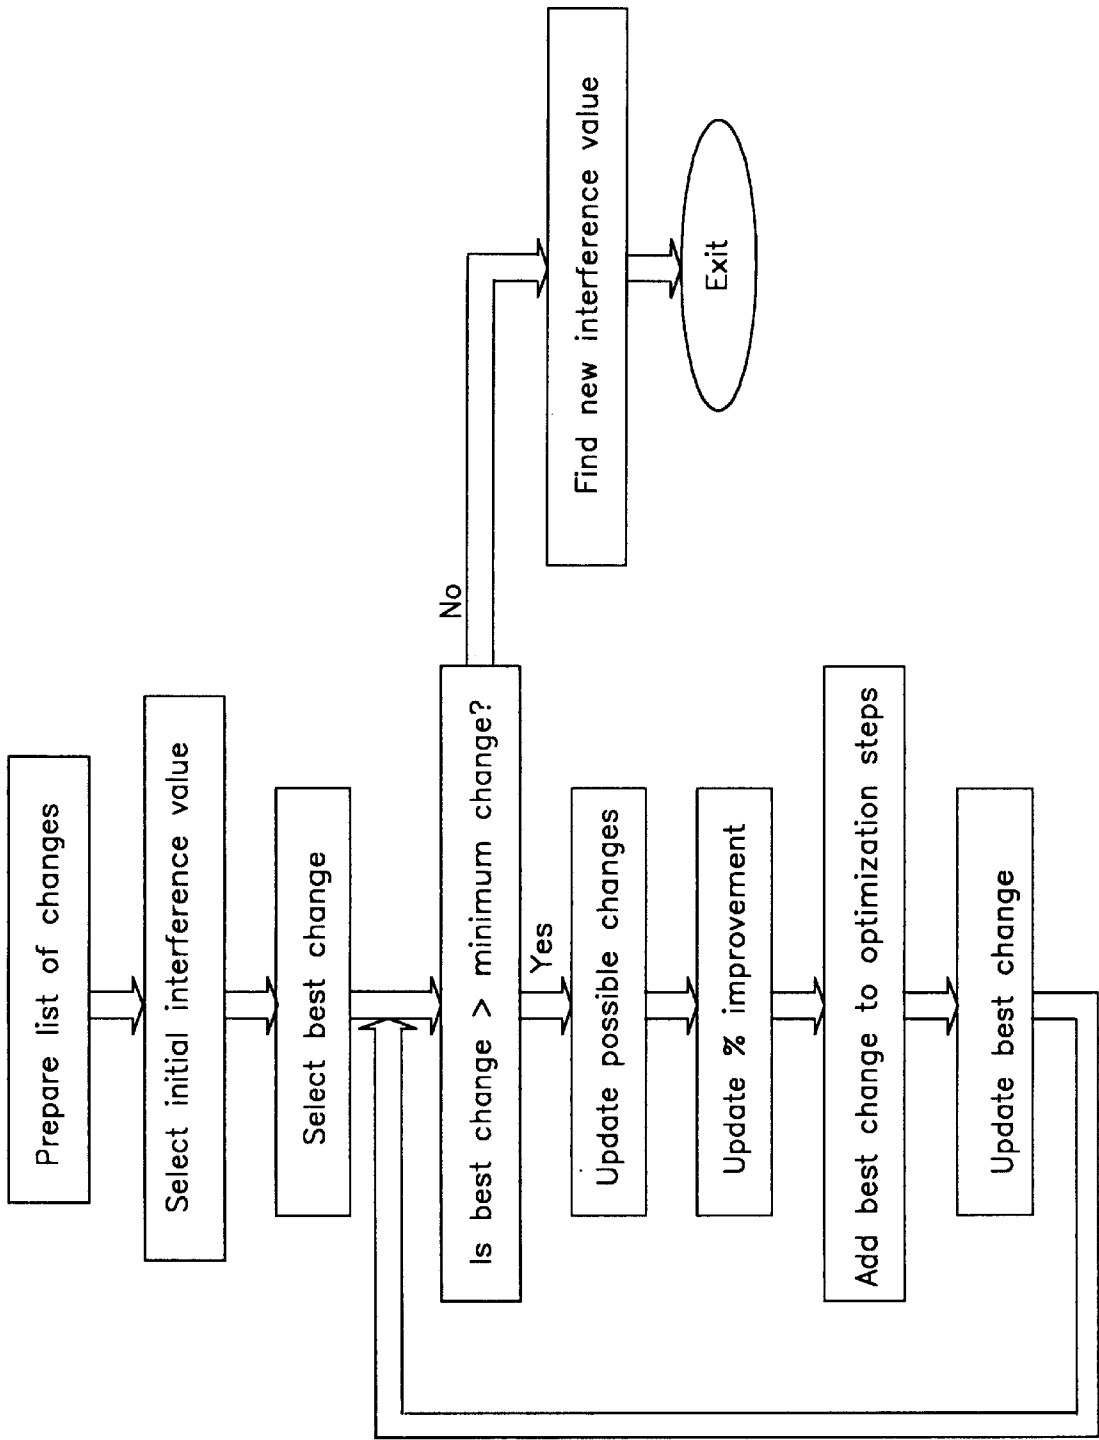 Prepare list of changes
Select initial interference value
Select best change
Is best change > minimum change?
No
Yes
Find new interference value
Exit
Update possible changes
Update % improvement
Add best change to optimization steps
Update best change